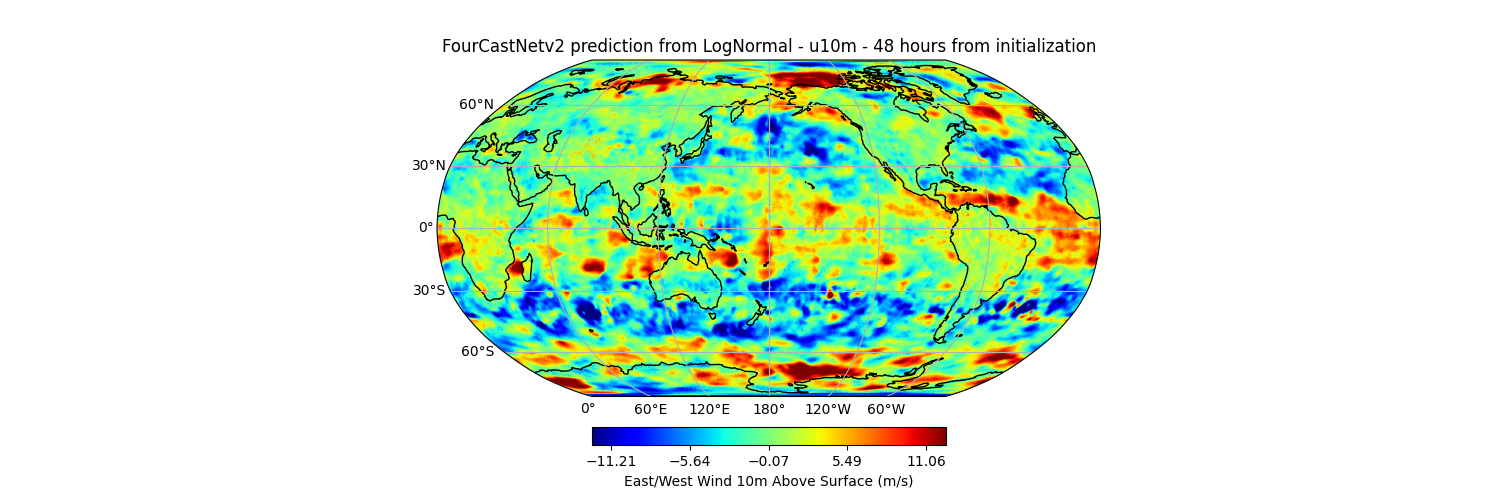 FourCastNetv2 prediction from LogNormal - u10m - 48 hours from initialization
60°N
30°N
0°
30°S
60°S
0° 60°E 120°E 180° 120°W 60°W
−11.21 −5.64 −0.07 5.49 11.06
East/West Wind 10m Above Surface (m/s)